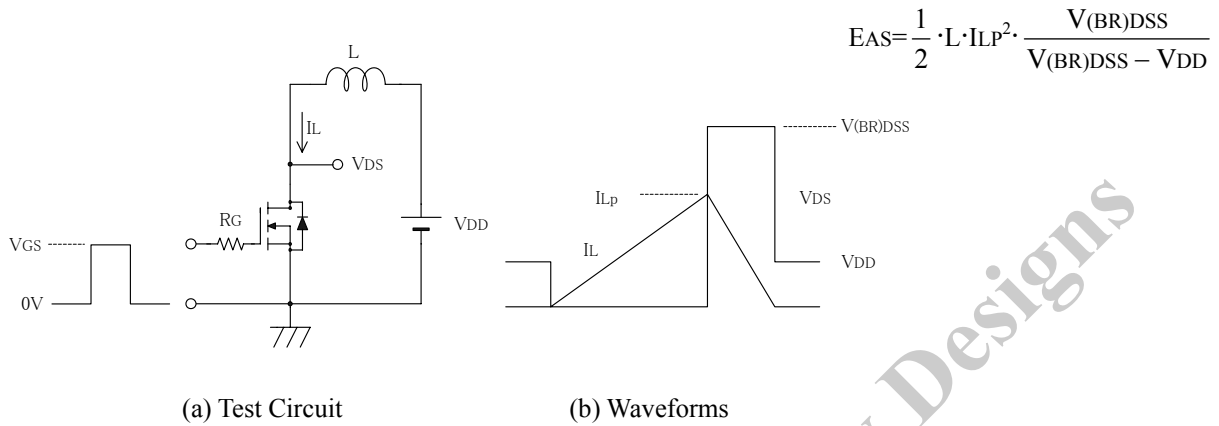 EAS=1/2·L·ILP²·V(BR)DSS/V(BR)DSS – VDD
L
IL
VDS
RG
VDD
VGS
0V
V(BR)DSS
ILp
VDS
IL
VDD
(a) Test Circuit
(b) Waveforms
Designs